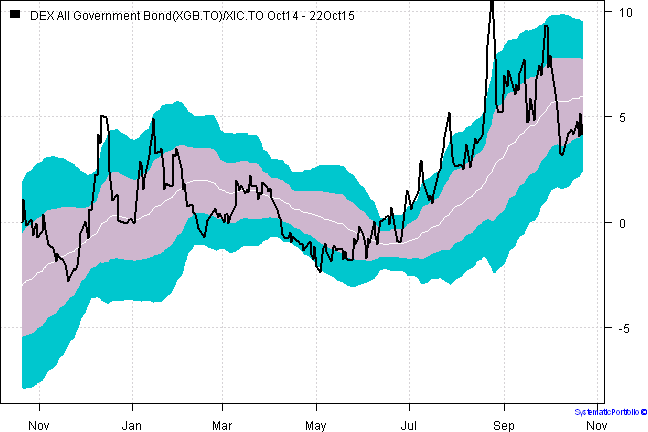 DEX All Government Bond(XGB.TO)/XIC.TO Oct14 - 22Oct15
10
5
0
-5
Nov Jan Mar May Jul Sep Nov
SystematicPortfolio ©